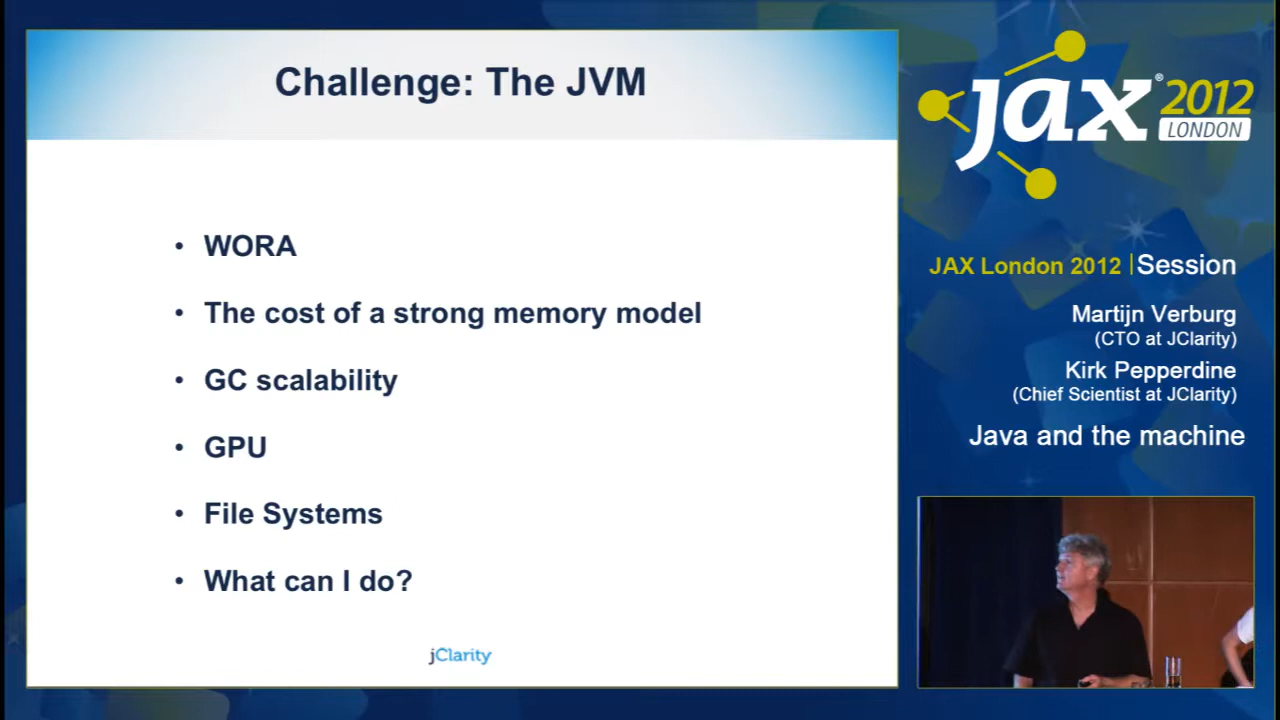 Challenge: The JVM
• WORA
• The cost of a strong memory model
• GC scalability
• GPU
• File Systems
• What can I do?
jClarity
jax® 2012
LONDON
JAX London 2012 | Session
Martijn Verburg
(CTO at JClarity)
Kirk Pepperdine
(Chief Scientist at JClarity)
Java and the machine